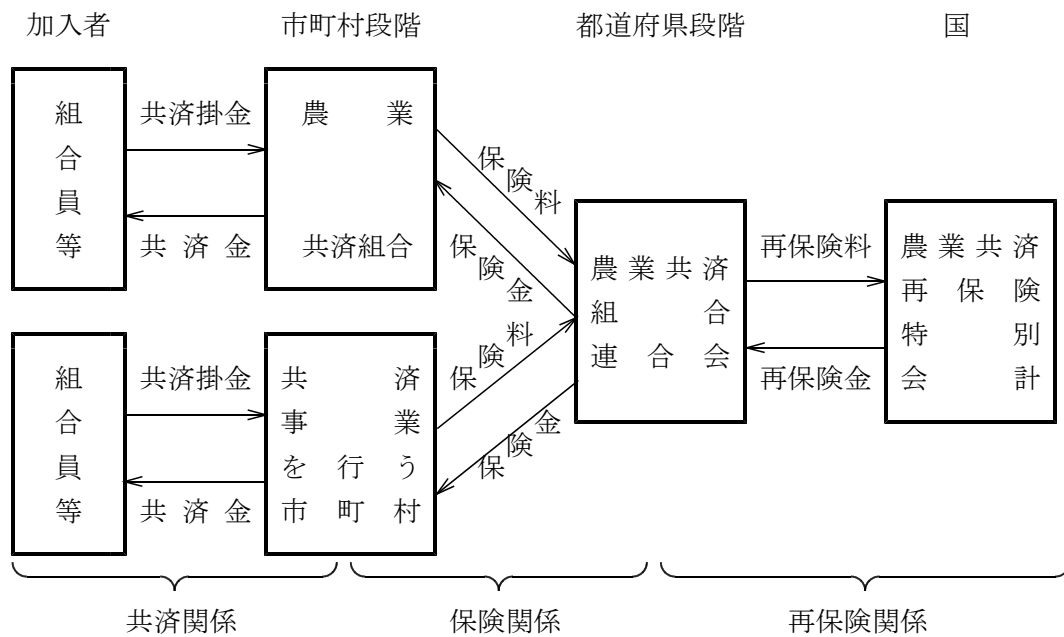 加入者 市町村段階 都道府県段階 国
組合員等
共済掛金
共済金
農業
共済組合
保険料
保険金
組合員等
共済掛金
共済金
共済
事業
を行う
市町村
保険料
保険金
農業共済
組合
連合会
再保険料
再保険金
農業共済
再保険
特別
会計
共済関係 保険関係 再保険関係